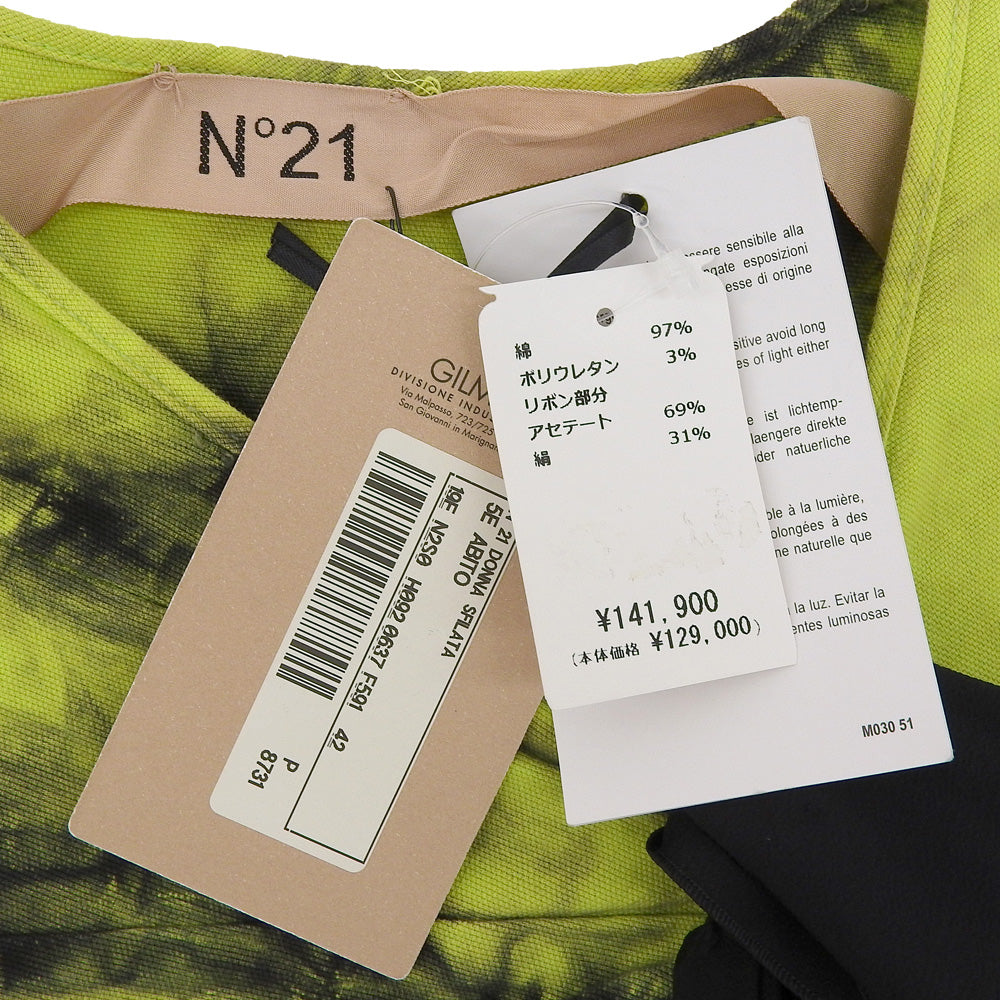 N°21
GILM
DIVISIONE INDU
Via Malpasso, 723/725
San Giovanni in Marignan
21 DONNA SFILATA
5E ABITO
19E N2S0 H092 0637 F591 42
P
8731
綿 97%
ポリウレタン 3%
リボン部分
アセテート 69%
絹 31%
¥141,900
(本体価格 ¥129,000)
essere sensibile alla
ngate esposizioni
esse di origine
sitive avoid long
es of light either
e ist lichtemp-
laengere direkte
der natuerliche
ble à la lumière,
olongées à des
ne naturelle que
la luz. Evitar la
entes luminosas
M030 51